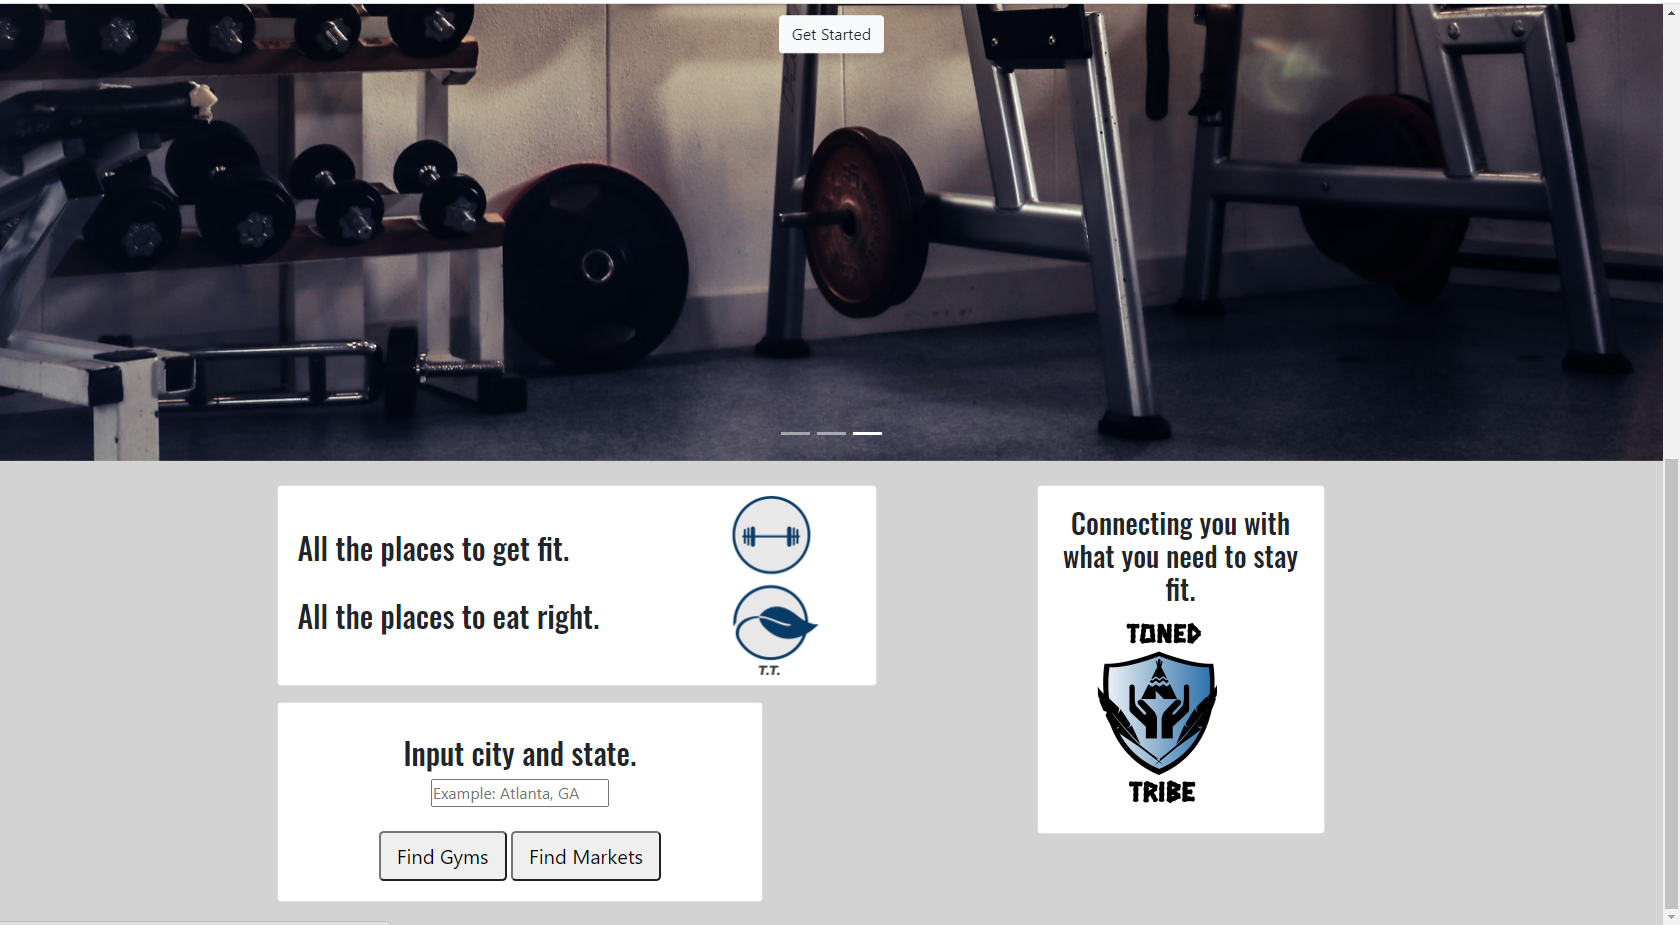 Get Started
All the places to get fit.
All the places to eat right.
T.T.
Connecting you with
what you need to stay
fit.
TONED
TRIBE
Input city and state.
Example: Atlanta, GA
Find Gyms
Find Markets